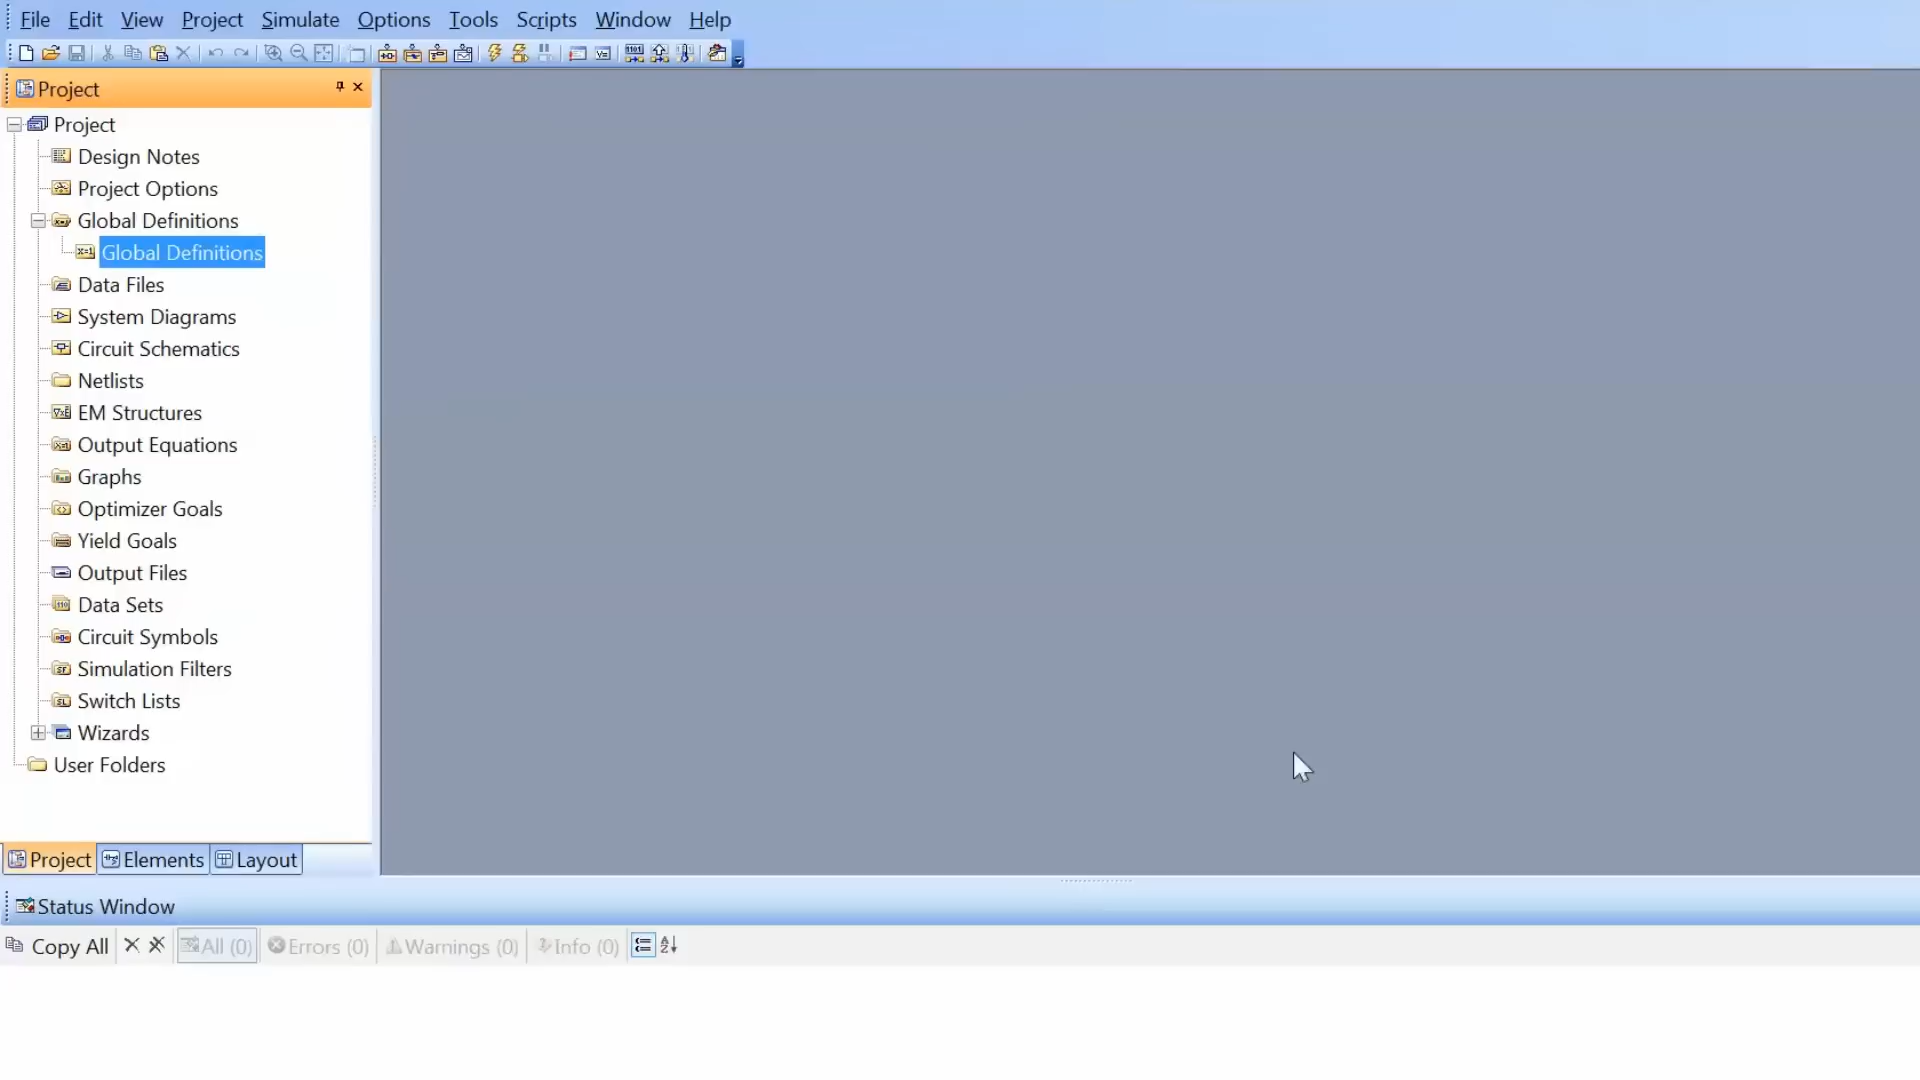 File Edit View Project Simulate Options Tools Scripts Window Help
Project
Project
Design Notes
Project Options
Global Definitions
Global Definitions
Data Files
System Diagrams
Circuit Schematics
Netlists
EM Structures
Output Equations
Graphs
Optimizer Goals
Yield Goals
Output Files
Data Sets
Circuit Symbols
Simulation Filters
Switch Lists
Wizards
User Folders
Project Elements Layout
Status Window
Copy All All (0) Errors (0) Warnings (0) Info (0)